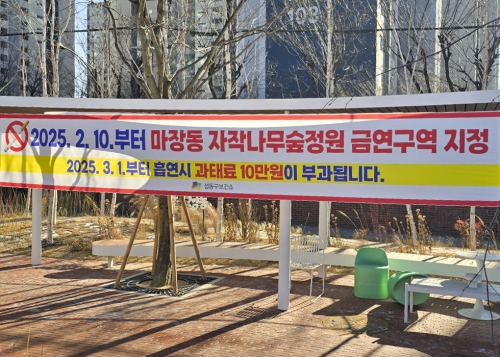 103
2025. 2. 10.부터 마장동 자작나무숲정원 금연구역 지정
2025. 3. 1.부터 흡연시 과태료 10만원이 부과됩니다.
성동구보건소